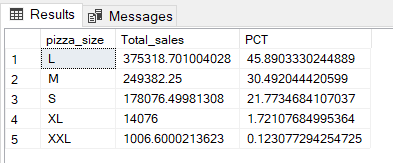 Results Messages
pizza_size Total_sales PCT
1 L 375318.701004028 45.8903330244889
2 M 249382.25 30.492044420599
3 S 178076.49981308 21.7734684107037
4 XL 14076 1.72107684995364
5 XXL 1006.6000213623 0.123077294254725